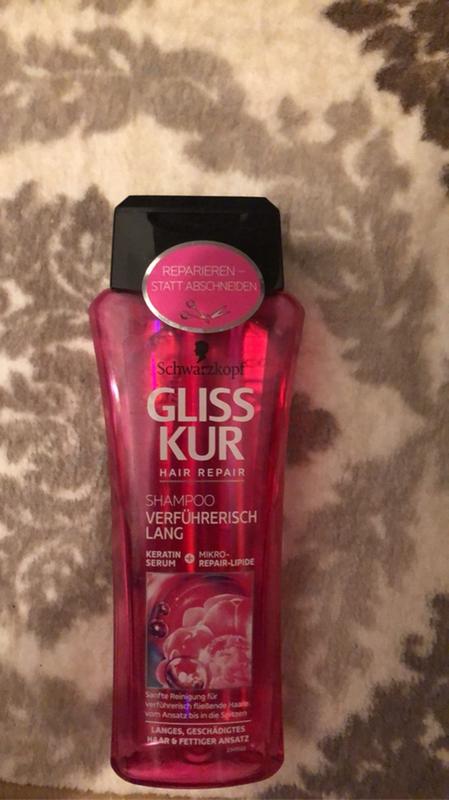 REPARIEREN –
STATT ABSCHNEIDEN
Schwarzkopf
GLISS
KUR
HAIR REPAIR
SHAMPOO
VERFÜHRERISCH
LANG
KERATIN + MIKRO-
SERUM REPAIR-LIPIDE
Sanfte Reinigung für
verführerisch fließende Haare
vom Ansatz bis in die Spitzen
LANGES, GESCHÄDIGTES
HAAR & FETTIGER ANSATZ